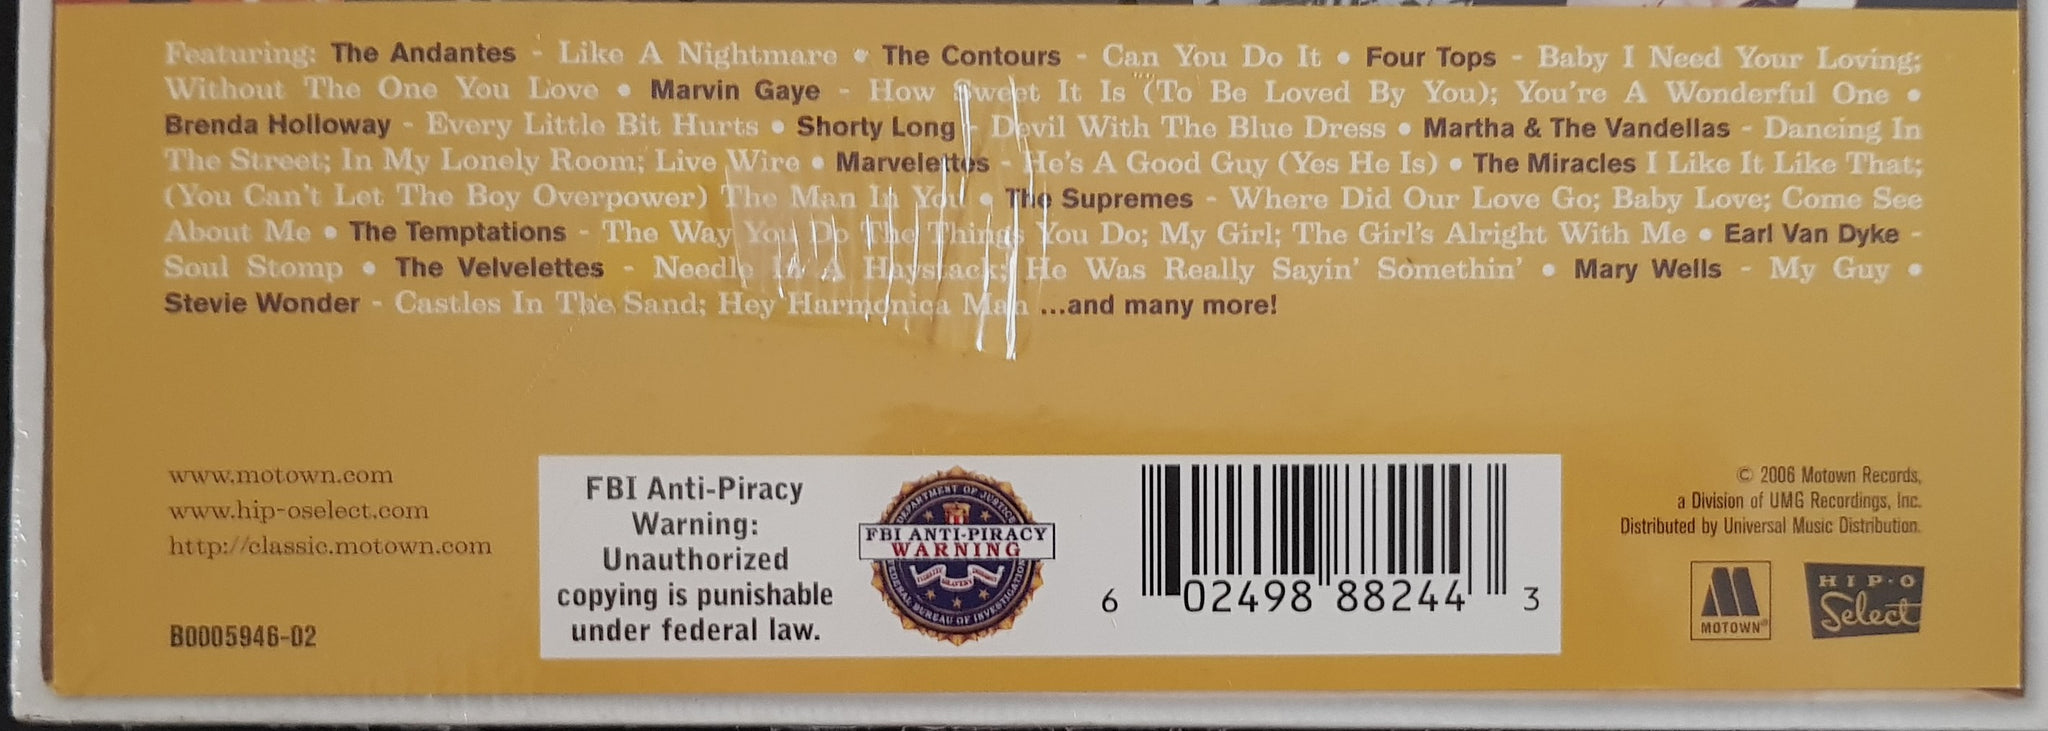 Featuring: The Andantes - Like A Nightmare • The Contours - Can You Do It • Four Tops - Baby I Need Your Loving;
Without The One You Love • Marvin Gaye - How Sweet It Is (To Be Loved By You); You're A Wonderful One •
Brenda Holloway - Every Little Bit Hurts • Shorty Long - Devil With The Blue Dress • Martha & The Vandellas - Dancing In
The Street; In My Lonely Room; Live Wire • Marvelettes - He's A Good Guy (Yes He Is) • The Miracles I Like It Like That;
(You Can't Let The Boy Overpower) The Man In You • The Supremes - Where Did Our Love Go; Baby Love; Come See
About Me • The Temptations - The Way You Do The Things You Do; My Girl; The Girl's Alright With Me • Earl Van Dyke -
Soul Stomp • The Velvelettes - Needle In A Haystack; He Was Really Sayin' Somethin' • Mary Wells - My Guy •
Stevie Wonder - Castles In The Sand; Hey Harmonica Man ...and many more!
www.motown.com
www.hip-oselect.com
http://classic.motown.com
B0005946-02
FBI Anti-Piracy
Warning:
Unauthorized
copying is punishable
under federal law.
DEPARTMENT OF JUSTICE
FBI ANTI-PIRACY
WARNING
FEDERAL BUREAU OF INVESTIGATION
6 02498 88244 3
© 2006 Motown Records,
a Division of UMG Recordings, Inc.
Distributed by Universal Music Distribution.
MOTOWN®
HIP-O
Select